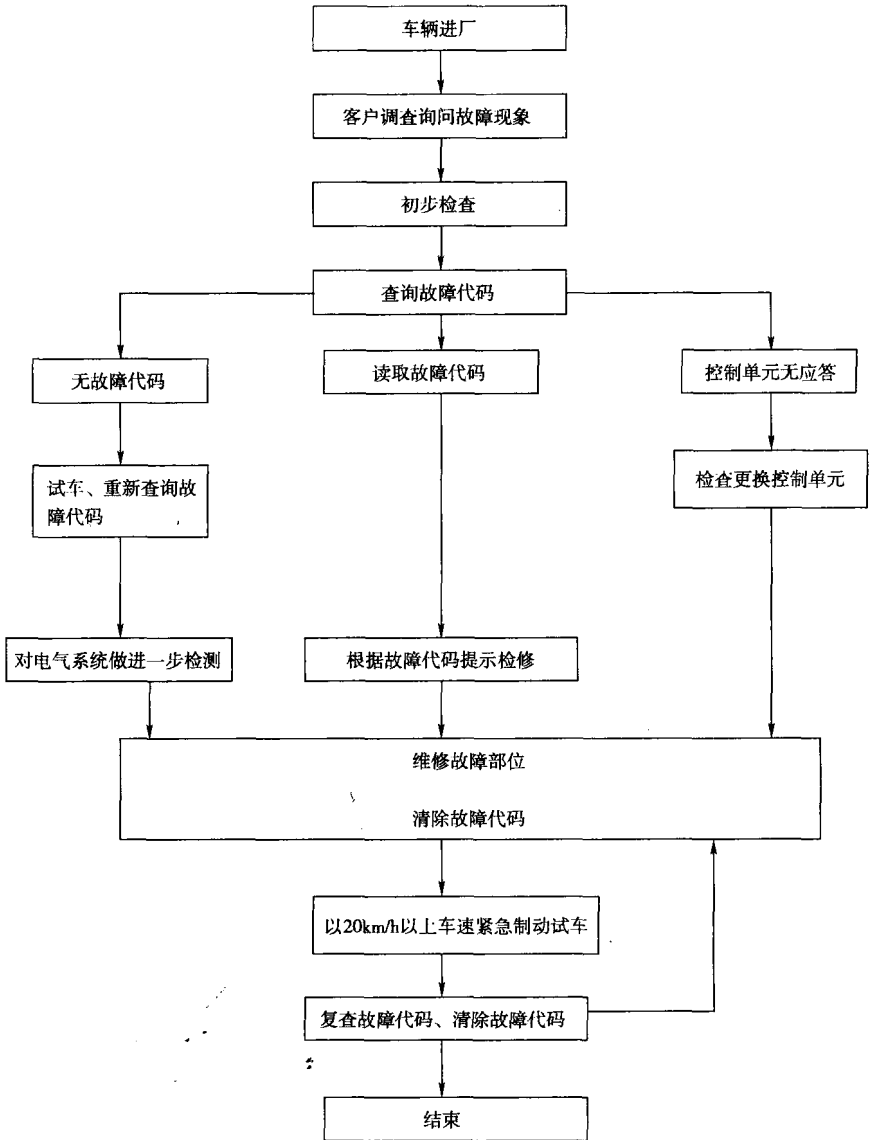 车辆进厂
客户调查询问故障现象
初步检查
查询故障代码
无故障代码
读取故障代码
控制单元无应答
试车、重新查询故
障代码
检查更换控制单元
对电气系统做进一步检测
根据故障代码提示检修
维修故障部位
清除故障代码
以20km/h以上车速紧急制动试车
复查故障代码、清除故障代码
结束